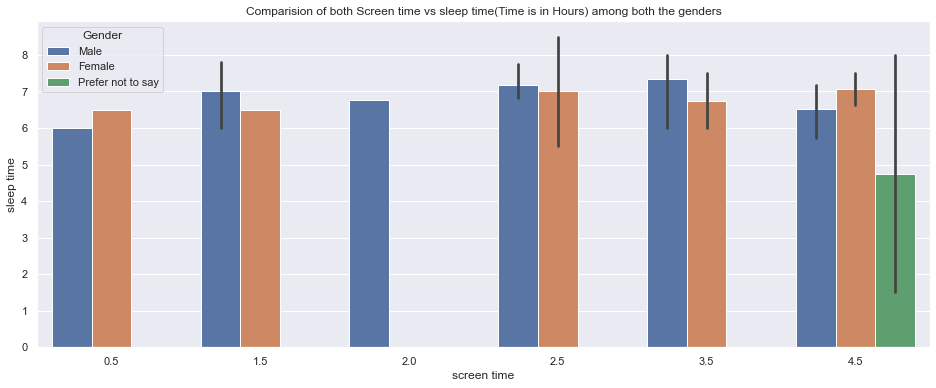 Comparision of both Screen time vs sleep time(Time is in Hours) among both the genders
Gender
Male
Female
Prefer not to say
8
7
6
5
4
3
2
1
0
sleep time
0.5 1.5 2.0 2.5 3.5 4.5
screen time